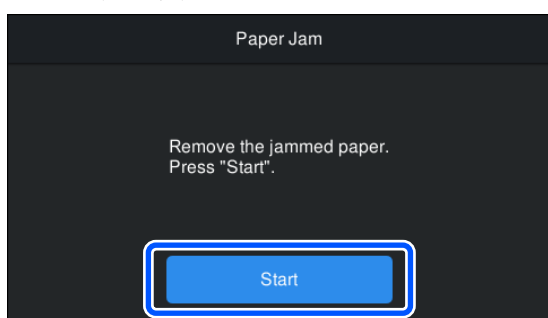 Paper Jam
Remove the jammed paper.
Press "Start".
Start